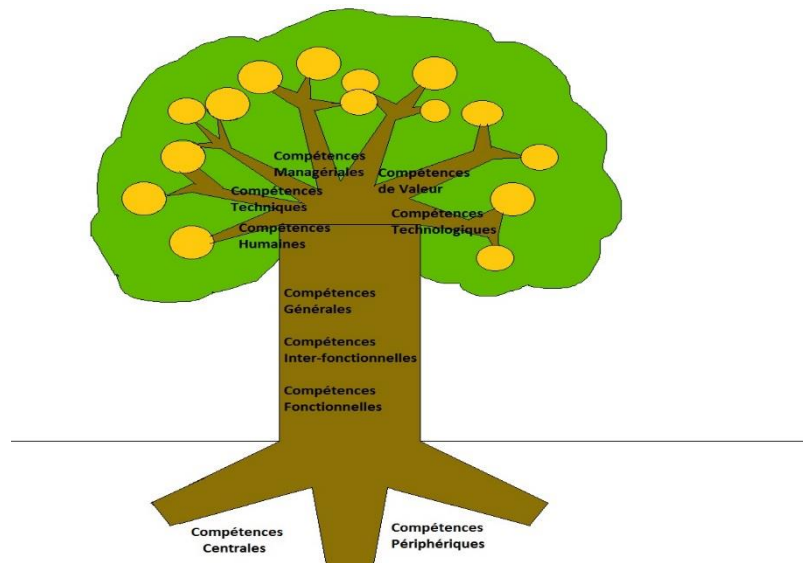 Compétences
Managériales
Compétences
de Valeur
Compétences
Techniques
Compétences
Technologiques
Compétences
Humaines
Compétences
Générales
Compétences
Inter-fonctionnelles
Compétences
Fonctionnelles
Compétences
Centrales
Compétences
Périphériques